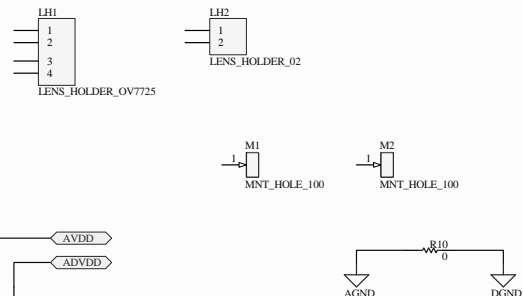 LH1
1
2
3
4
LENS_HOLDER_OV7725
LH2
1
2
LENS_HOLDER_02
M1
1
MNT_HOLE_100
M2
1
MNT_HOLE_100
AVDD
ADVDD
R10
0
AGND
DGND